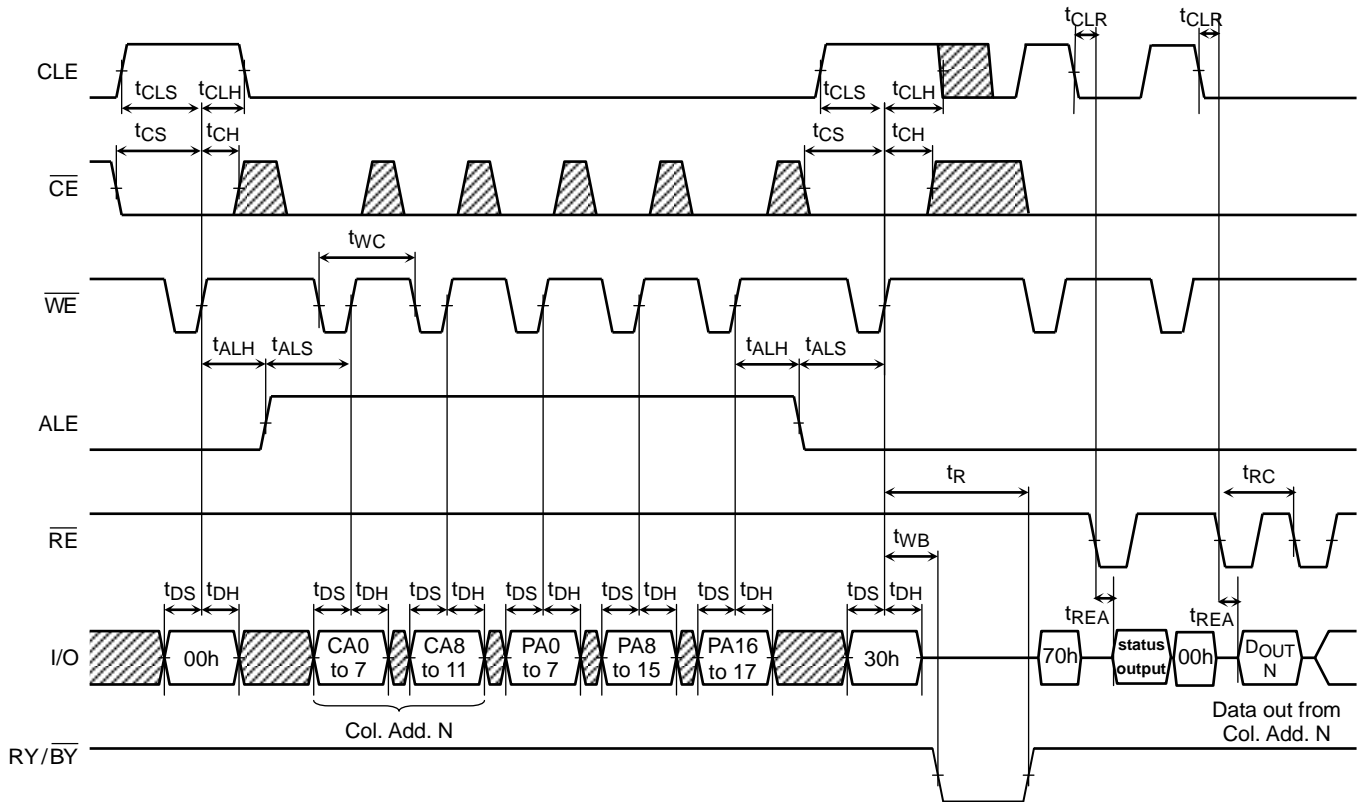 tCLR tCLR
CLE
tCLS tCLH tCLS tCLH
tCS tCH tCS tCH
CE
tWC
WE
tALH tALS tALH tALS
ALE
tR tRC
RE
tWB
tDS tDH tDS tDH tDS tDH tDS tDH tDS tDH tDS tDH tDS tDH
tREA tREA
I/O 00h CA0 to 7 CA8 to 11 PA0 to 7 PA8 to 15 PA16 to 17 30h 70h status output 00h DOUT N
Col. Add. N
Data out from
Col. Add. N
RY/BY